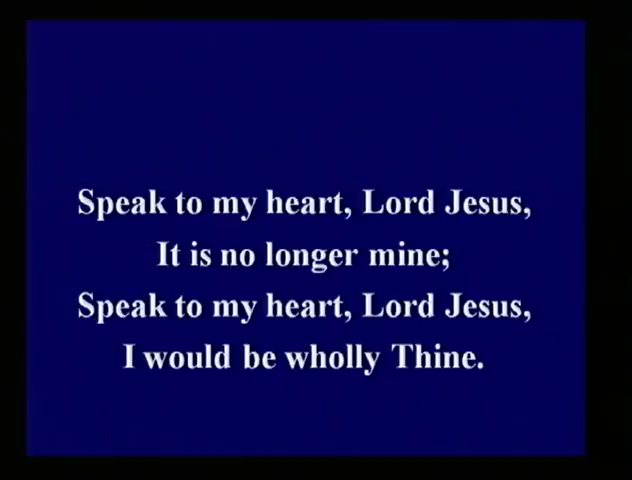 Speak to my heart, Lord Jesus,
It is no longer mine;
Speak to my heart, Lord Jesus,
I would be wholly Thine.